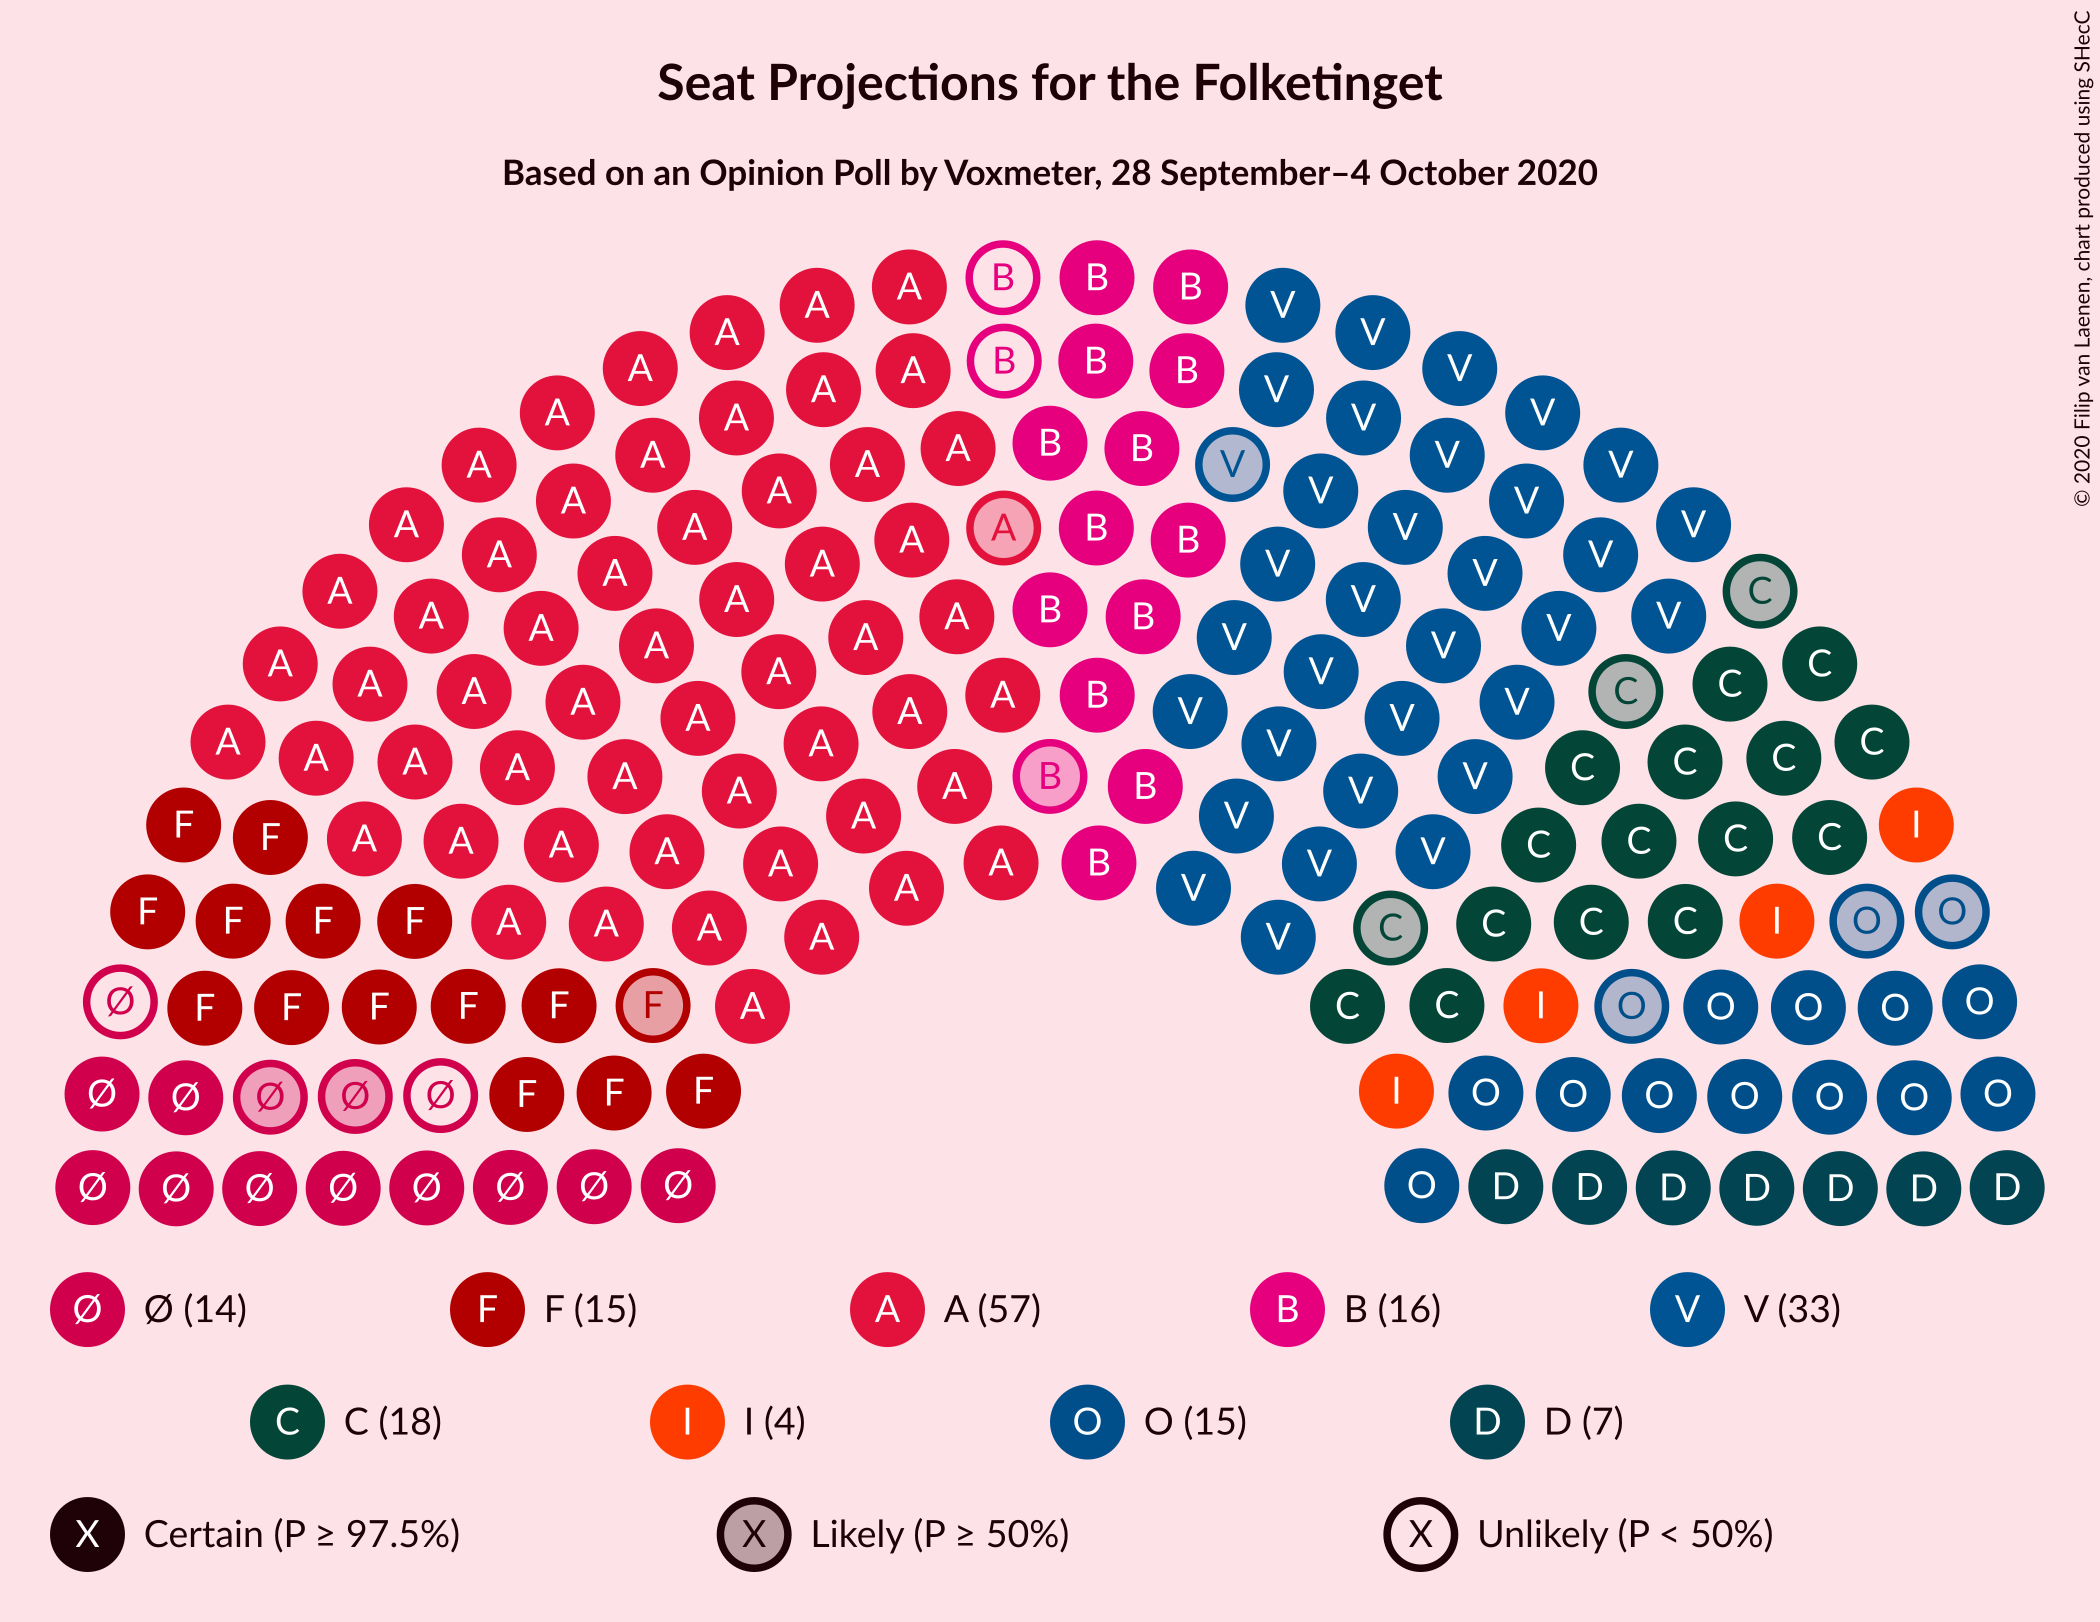 Seat Projections for the Folketinget
Based on an Opinion Poll by Voxmeter, 28 September–4 October 2020
© 2020 Filip van Laenen, chart produced using SHecC
B B B
A V
A V
A B B B V
A V
A A V V
A V
A A B B V V
A A V V
A A V V
A A A B B V V V
A A V V
A A V V
A A V C
A A B B V V
A A V V
A A V V
A C
A A A B V C C
A A V V
A A V V
A A A C C C
A A A B B V V V C
F A V I
F A A A A V C C C C
A A A B V V
A V
F F F F A A A C C C C I O O
A V
Ø F F F F F F A C C I O O O O O
Ø Ø Ø Ø Ø F F F I O O O O O O O
Ø Ø Ø Ø Ø Ø Ø Ø O D D D D D D D
Ø Ø (14) F F (15) A A (57) B B (16) V V (33)
C C (18) I I (4) O O (15) D D (7)
X Certain (P ≥ 97.5%) X Likely (P ≥ 50%) X Unlikely (P < 50%)